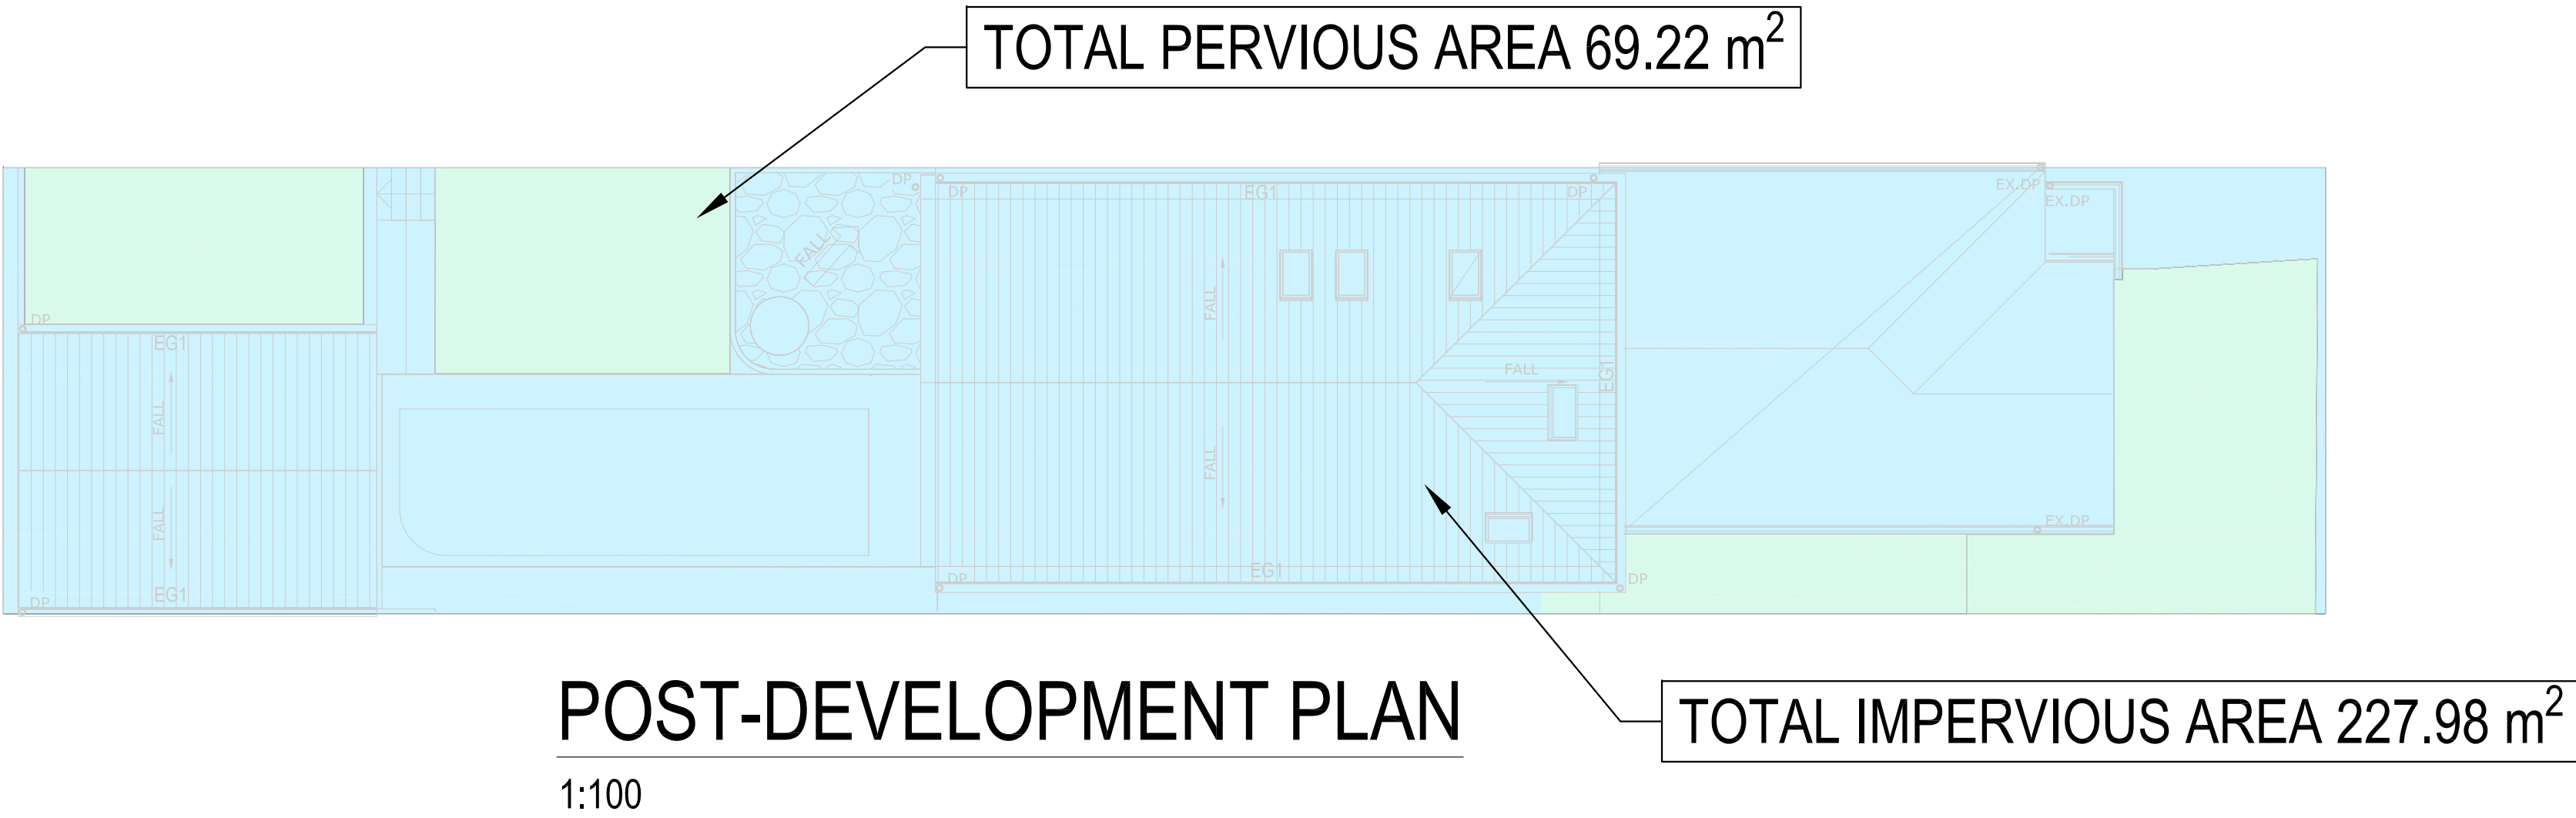 TOTAL PERVIOUS AREA 69.22 m²
DP
DP
EG1
DP
EX.DP
EX.DP
FALL
FALL
DP
EG1
FALL
FALL
EG1
FALL
FALL
EX.DP
EG1
DP
EG1
DP
DP
POST-DEVELOPMENT PLAN
1:100
TOTAL IMPERVIOUS AREA 227.98 m²